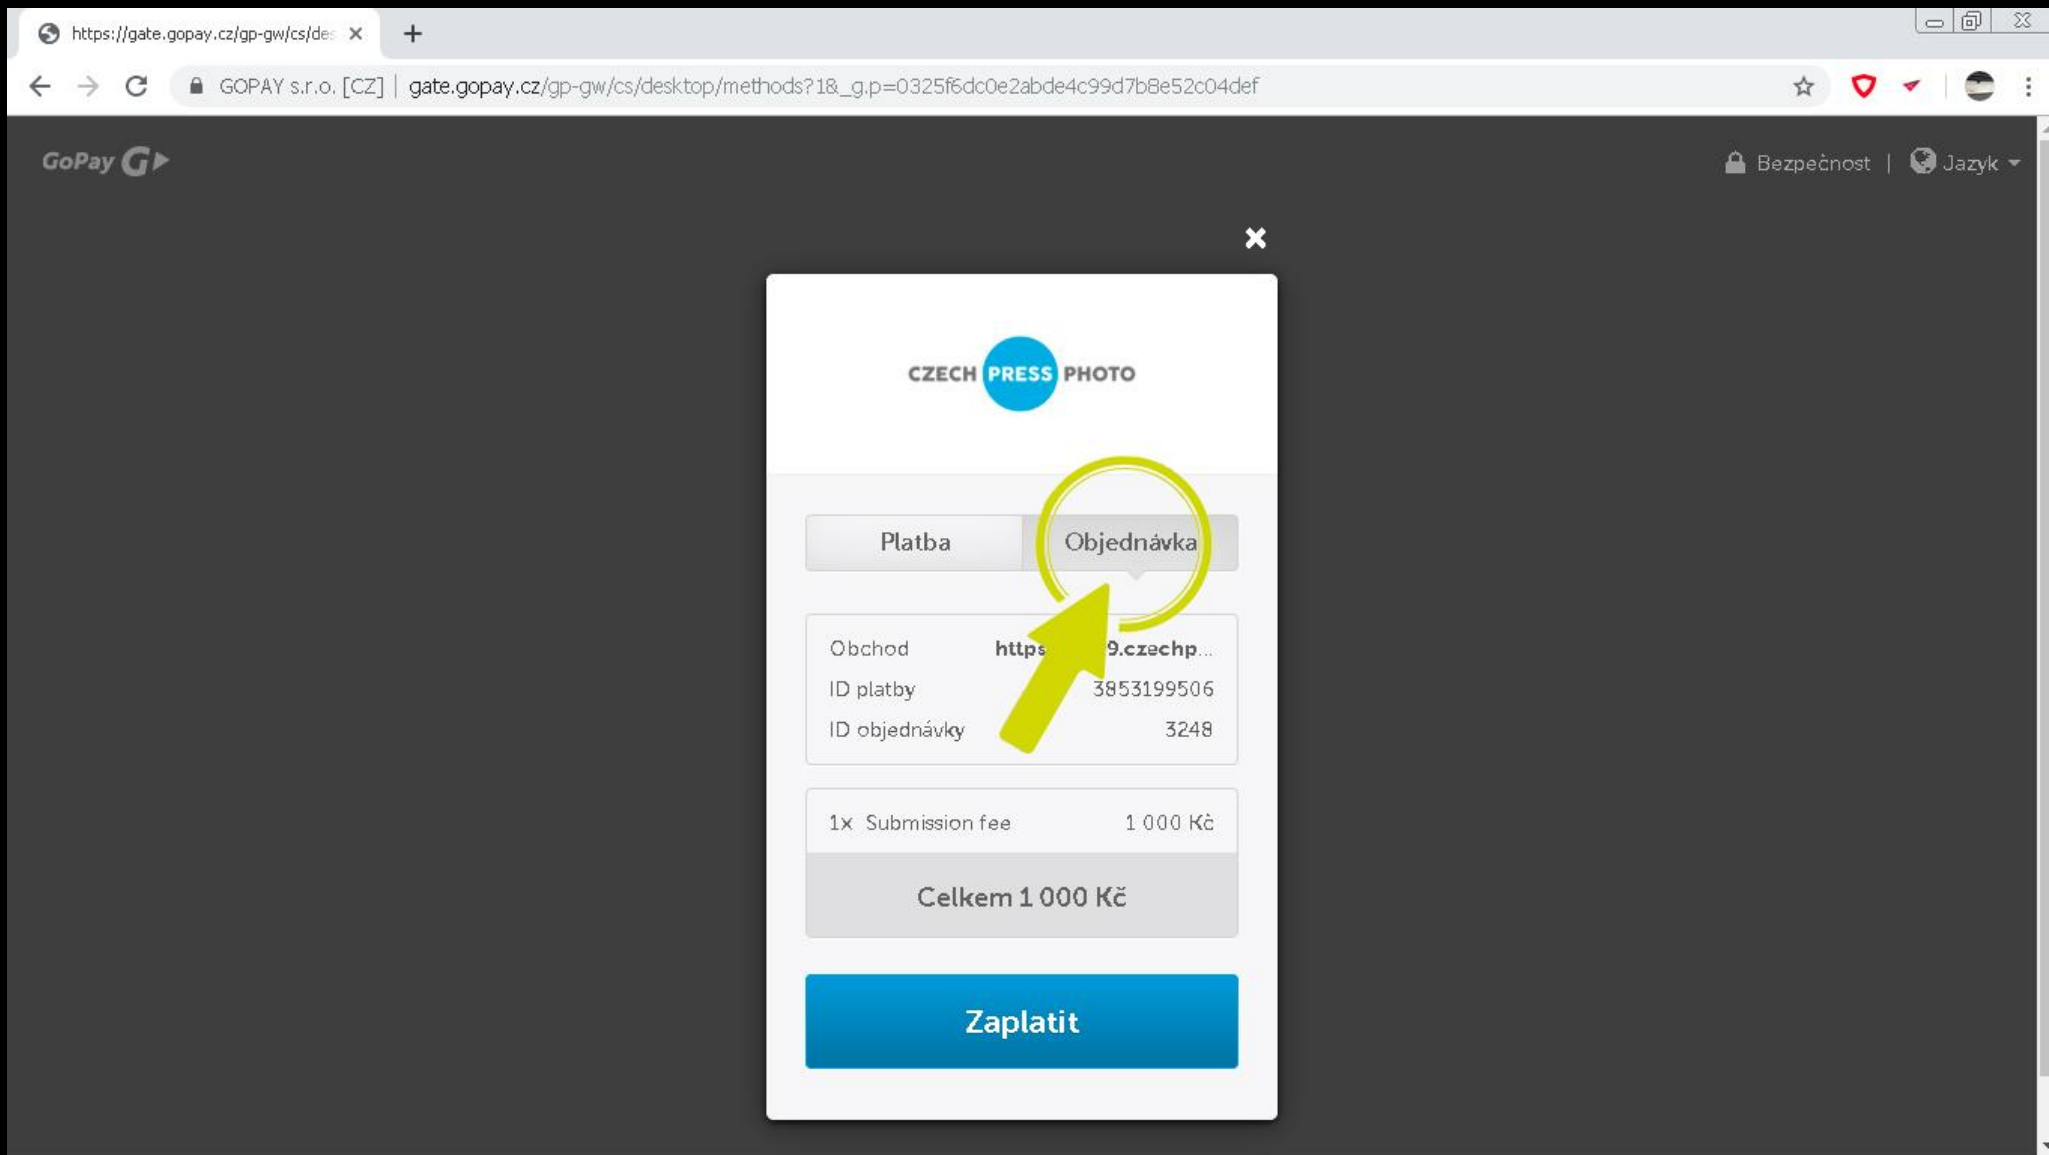 https://gate.gopay.cz/gp-gw/cs/des
GOPAY s.r.o. [CZ] | gate.gopay.cz/gp-gw/cs/desktop/methods?1&_g.p=0325f6dc0e2abde4c99d7b8e52c04def
GoPay G
Bezpečnost | Jazyk
CZECH PRESS PHOTO
Platba Objednávka
Obchod https 9.czechp...
ID platby 3853199506
ID objednávky 3248
1x Submission fee 1 000 Kč
Celkem 1 000 Kč
Zaplatit